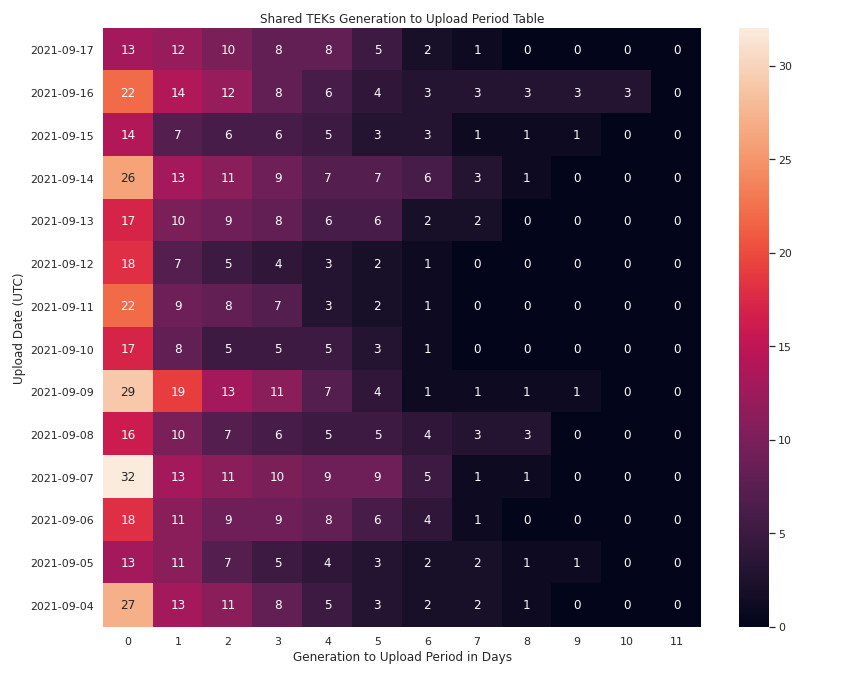 Shared TEKs Generation to Upload Period Table
Upload Date (UTC)
2021-09-17 13 12 10 8 8 5 2 1 0 0 0 0
2021-09-16 22 14 12 8 6 4 3 3 3 3 3 0
2021-09-15 14 7 6 6 5 3 3 1 1 1 0 0
2021-09-14 26 13 11 9 7 7 6 3 1 0 0 0
2021-09-13 17 10 9 8 6 6 2 2 0 0 0 0
2021-09-12 18 7 5 4 3 2 1 0 0 0 0 0
2021-09-11 22 9 8 7 3 2 1 0 0 0 0 0
2021-09-10 17 8 5 5 5 3 1 0 0 0 0 0
2021-09-09 29 19 13 11 7 4 1 1 1 1 0 0
2021-09-08 16 10 7 6 5 5 4 3 3 0 0 0
2021-09-07 32 13 11 10 9 9 5 1 1 0 0 0
2021-09-06 18 11 9 9 8 6 4 1 0 0 0 0
2021-09-05 13 11 7 5 4 3 2 2 1 1 0 0
2021-09-04 27 13 11 8 5 3 2 2 1 0 0 0
0 1 2 3 4 5 6 7 8 9 10 11
Generation to Upload Period in Days
30
25
20
15
10
5
0